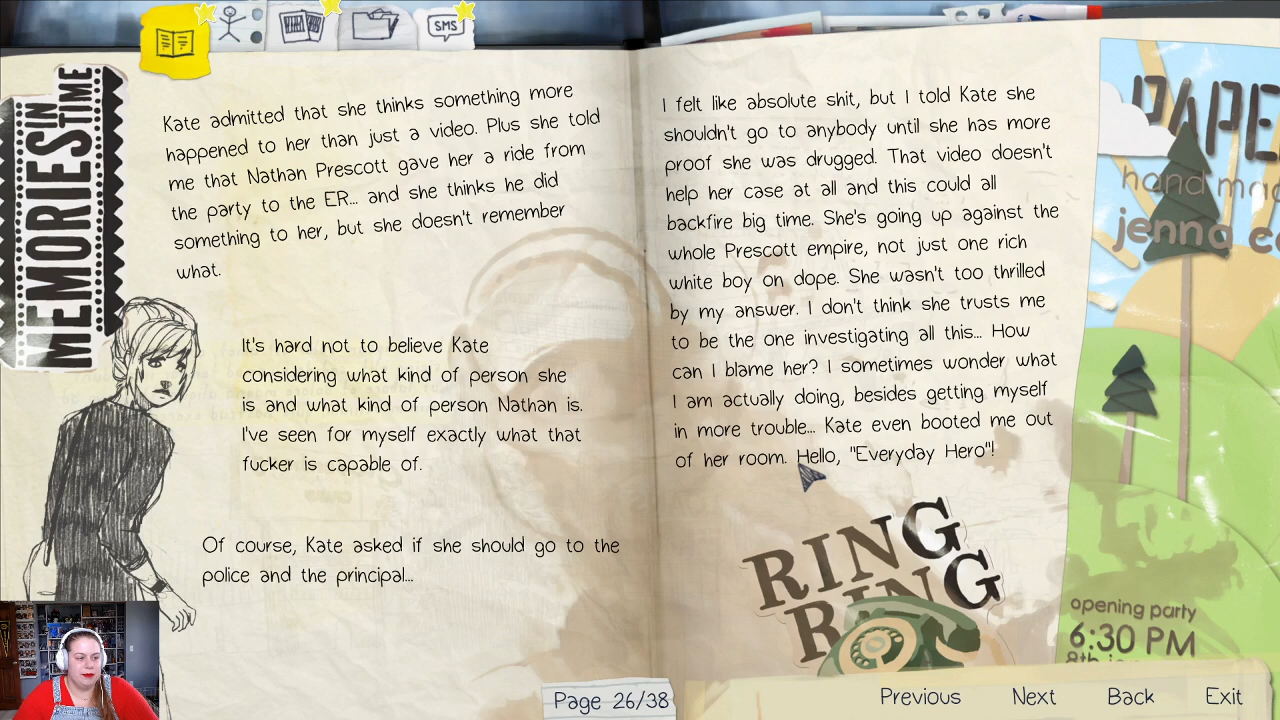 SMS
MEMORIES IN TIME
Kate admitted that she thinks something more
happened to her than just a video. Plus she told
me that Nathan Prescott gave her a ride from
the party to the ER... and she thinks he did
something to her, but she doesn't remember
what.
It's hard not to believe Kate
considering what kind of person she
is and what kind of person Nathan is.
I've seen for myself exactly what that
fucker is capable of.
Of course, Kate asked if she should go to the
police and the principal...
I felt like absolute shit, but I told Kate she
shouldn't go to anybody until she has more
proof she was drugged. That video doesn't
help her case at all and this could all
backfire big time. She's going up against the
whole Prescott empire, not just one rich
white boy on dope. She wasn't too thrilled
by my answer. I don't think she trusts me
to be the one investigating all this... How
can I blame her? I sometimes wonder what
I am actually doing, besides getting myself
in more trouble... Kate even booted me out
of her room. Hello, "Everyday Hero"!
RING
RING
PAPE
hand mad
jenna
opening party
6:30 PM
8th
Page 26/38
Previous
Next
Back
Exit